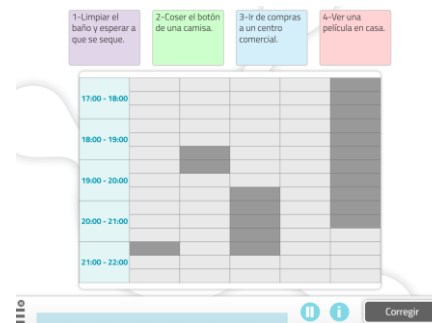 1-Limpiar el
baño y esperar a
que se seque.
2-Coser el botón
de una camisa.
3-Ir de compras
a un centro
comercial.
4-Ver una
película en casa.
17:00 - 18:00
18:00 - 19:00
19:00 - 20:00
20:00 - 21:00
21:00 - 22:00
Corregir